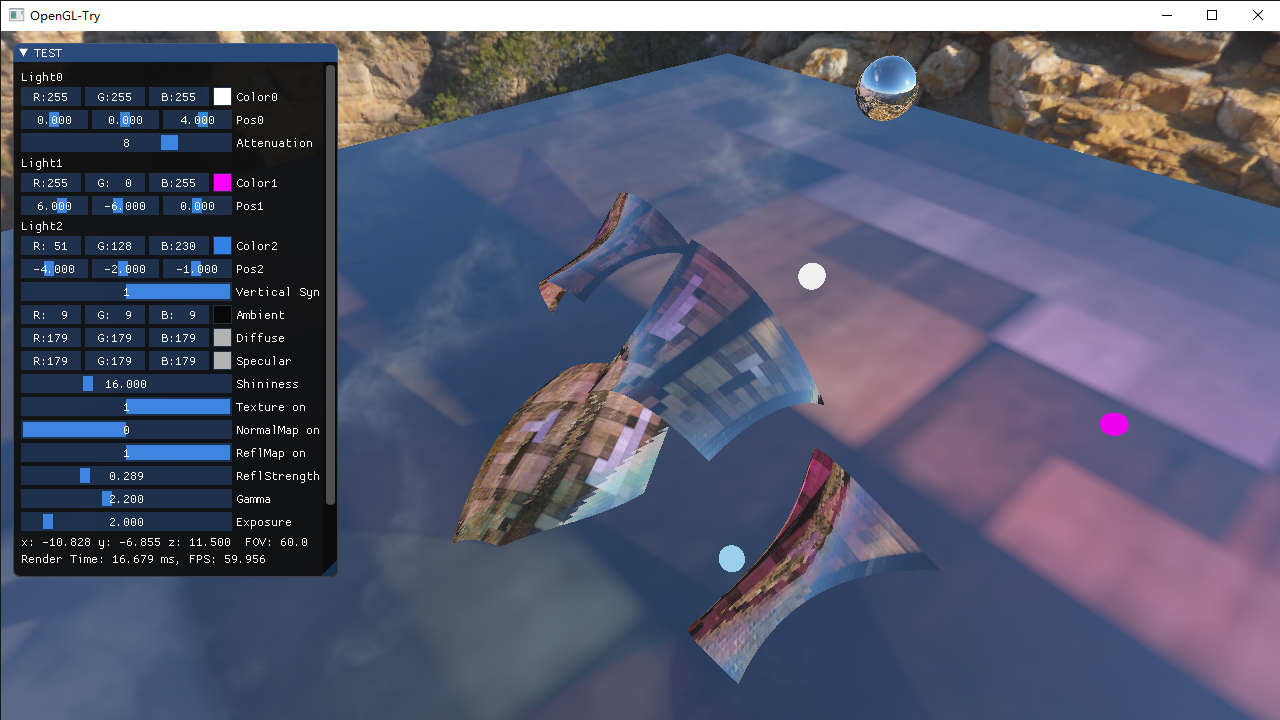 OpenGL-Try
TEST
Light0
R:255 G:255 B:255 Color0
0.000 0.000 4.000 Pos0
8 Attenuation
Light1
R:255 G: 0 B:255 Color1
6.000 -6.000 0.000 Pos1
Light2
R: 51 G:128 B:230 Color2
-4.000 -2.000 -1.000 Pos2
1 Vertical Syn
R: 9 G: 9 B: 9 Ambient
R:179 G:179 B:179 Diffuse
R:179 G:179 B:179 Specular
16.000 Shininess
1 Texture on
0 NormalMap on
1 ReflMap on
0.289 ReflStrength
2.200 Gamma
2.000 Exposure
x: -10.828 y: -6.855 z: 11.500 FOV: 60.0
Render Time: 16.679 ms, FPS: 59.956